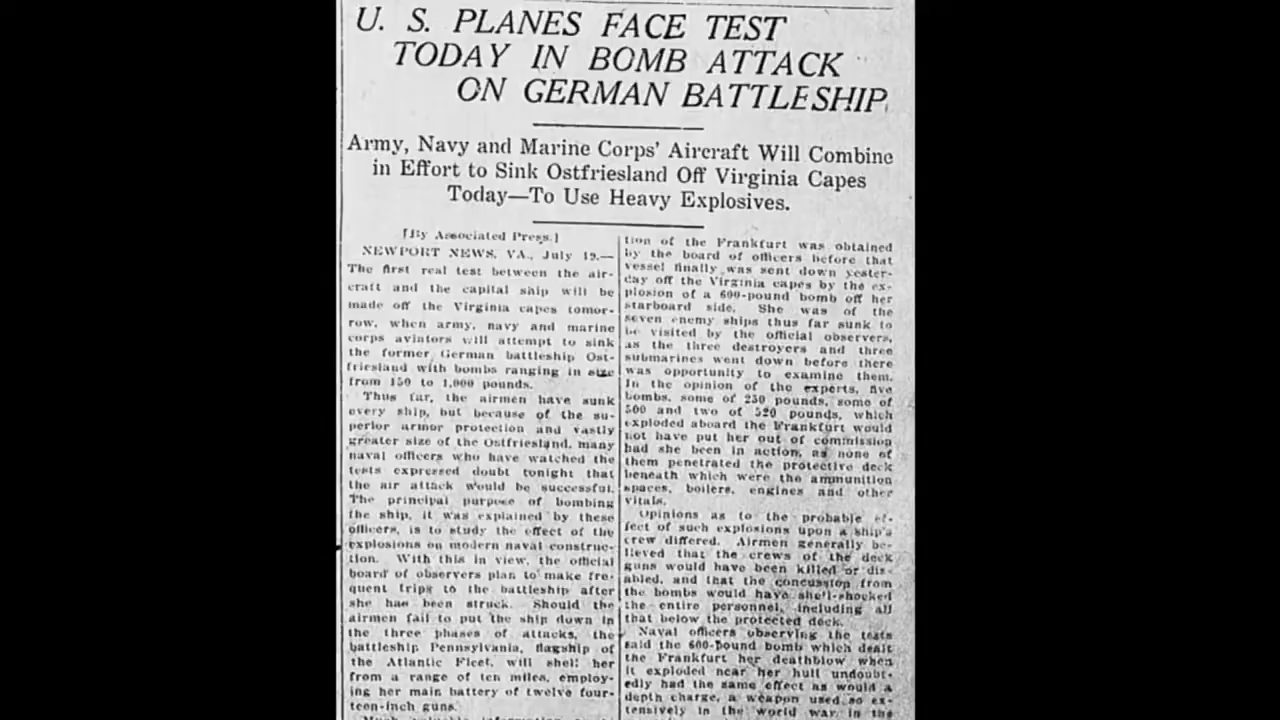 U. S. PLANES FACE TEST
TODAY IN BOMB ATTACK
ON GERMAN BATTLESHIP
Army, Navy and Marine Corps' Aircraft Will Combine
in Effort to Sink Ostfriesland Off Virginia Capes
Today—To Use Heavy Explosives.
[By Associated Press.]
NEWPORT NEWS, VA., July 19.—
The first real test between the air-
craft and the capital ship will be
made off the Virginia capes tomor-
row, when army, navy and marine
corps aviators will attempt to sink
the former German battleship Ost-
friesland with bombs ranging in size
from 150 to 1,000 pounds.
Thus far, the airmen have sunk
every ship, but because of the su-
perior armor protection and vastly
greater size of the Ostfriesland, many
naval officers who have watched the
tests expressed doubt tonight that
the air attack would be successful.
The principal purpose of bombing
the ship, it was explained by these
officers, is to study the effect of the
explosions on modern naval construc-
tion. With this in view, the official
board of observers plan to make fre-
quent trips to the battleship after
she has been struck. Should the
airmen fail to put the ship down in
the three phases of attacks, the
battleship Pennsylvania, flagship of
the Atlantic Fleet, will shell her
from a range of ten miles, employ-
ing her main battery of twelve four-
teen-inch guns.
tion of the Frankfurt was obtained
by the board of officers before that
vessel finally was sent down yester-
day off the Virginia capes by the ex-
plosion of a 600-pound bomb off her
starboard side. She was of the
seven enemy ships thus far sunk to
be visited by the official observers,
as the three destroyers and three
submarines went down before there
was opportunity to examine them.
In the opinion of the experts, five
bombs, some of 250 pounds, some of
500 and two of 520 pounds, which
exploded aboard the Frankfurt would
not have put her out of commission
had she been in action, as none of
them penetrated the protective deck
beneath which were the ammunition
spaces, boilers, engines and other
vitals.
Opinions as to the probable ef-
fect of such explosions upon a ship's
crew differed. Airmen generally be-
lieved that the crews of the deck
guns would have been killed or dis-
abled, and that the concussion from
the bombs would have shell-shocked
the entire personnel, including all
that below the protected deck.
Naval officers observing the tests
said the 600-pound bomb which dealt
the Frankfurt her deathblow when
it exploded near her hull undoubt-
edly had the same effect as would a
depth charge, a weapon used so ex-
tensively in the world war in the